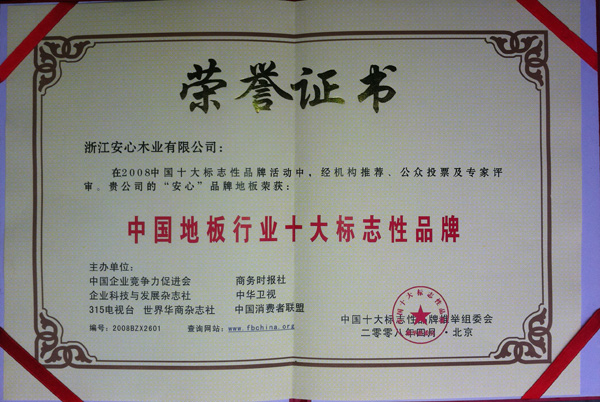 荣誉证书
浙江安心木业有限公司：
在2008中国十大标志性品牌活动中，经机构推荐、公众投票及专家评
审。贵公司的“安心”品牌地板荣获：
中国地板行业十大标志性品牌
主办单位：
中国企业竞争力促进会 商务时报社
企业科技与发展杂志社 中华卫视
315电视台 世界华商杂志社 中国消费者联盟
编号：2008BZX2601 查询网站：www.fbchina.org
中国十大标志性品牌推举组委会
二零零八年四月·北京